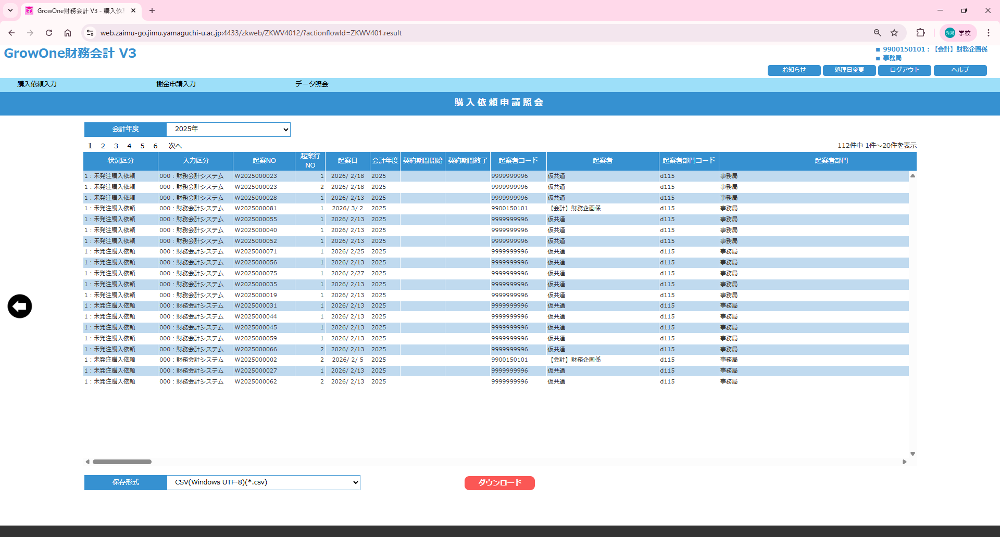 GrowOne財務会計 V3 - 購入依
web.zaimu-go.jimu.yamaguchi-u.ac.jp:4433/zkweb/ZKWV4012/?actionflowId=ZKWV401.result
秀晃 学校
GrowOne財務会計 V3
■ 9900150101：【会計】財務企画係
■ 事務局
お知らせ 処理日変更 ログアウト ヘルプ
購入依頼入力 謝金申請入力 データ照会
購入依頼申請照会
会計年度 2025年
1 2 3 4 5 6 次へ 112件中 1件～20件を表示
状況区分 入力区分 起案NO 起案行NO 起案日 会計年度 契約期間開始 契約期間終了 起案者コード 起案者 起案者部門コード 起案者部門
1：未発注購入依頼 000：財務会計システム W2025000023 1 2026/ 2/18 2025 9999999996 仮共通 d115 事務局
1：未発注購入依頼 000：財務会計システム W2025000023 2 2026/ 2/18 2025 9999999996 仮共通 d115 事務局
1：未発注購入依頼 000：財務会計システム W2025000028 1 2026/ 2/13 2025 9999999996 仮共通 d115 事務局
1：未発注購入依頼 000：財務会計システム W2025000081 1 2026/ 3/ 2 2025 9900150101 【会計】財務企画係 d115 事務局
1：未発注購入依頼 000：財務会計システム W2025000055 1 2026/ 2/13 2025 9999999996 仮共通 d115 事務局
1：未発注購入依頼 000：財務会計システム W2025000040 1 2026/ 2/13 2025 9999999996 仮共通 d115 事務局
1：未発注購入依頼 000：財務会計システム W2025000052 1 2026/ 2/13 2025 9999999996 仮共通 d115 事務局
1：未発注購入依頼 000：財務会計システム W2025000071 1 2026/ 2/25 2025 9999999996 仮共通 d115 事務局
1：未発注購入依頼 000：財務会計システム W2025000056 1 2026/ 2/13 2025 9999999996 仮共通 d115 事務局
1：未発注購入依頼 000：財務会計システム W2025000075 1 2026/ 2/27 2025 9999999996 仮共通 d115 事務局
1：未発注購入依頼 000：財務会計システム W2025000035 1 2026/ 2/13 2025 9999999996 仮共通 d115 事務局
1：未発注購入依頼 000：財務会計システム W2025000019 1 2026/ 2/13 2025 9999999996 仮共通 d115 事務局
1：未発注購入依頼 000：財務会計システム W2025000031 1 2026/ 2/13 2025 9999999996 仮共通 d115 事務局
1：未発注購入依頼 000：財務会計システム W2025000044 1 2026/ 2/13 2025 9999999996 仮共通 d115 事務局
1：未発注購入依頼 000：財務会計システム W2025000045 1 2026/ 2/13 2025 9999999996 仮共通 d115 事務局
1：未発注購入依頼 000：財務会計システム W2025000059 1 2026/ 2/13 2025 9999999996 仮共通 d115 事務局
1：未発注購入依頼 000：財務会計システム W2025000066 2 2026/ 2/13 2025 9999999996 仮共通 d115 事務局
1：未発注購入依頼 000：財務会計システム W2025000002 2 2026/ 2/ 5 2025 9900150101 【会計】財務企画係 d115 事務局
1：未発注購入依頼 000：財務会計システム W2025000027 1 2026/ 2/13 2025 9999999996 仮共通 d115 事務局
1：未発注購入依頼 000：財務会計システム W2025000062 2 2026/ 2/13 2025 9999999996 仮共通 d115 事務局
保存形式 CSV(Windows UTF-8)(*.csv) ダウンロード